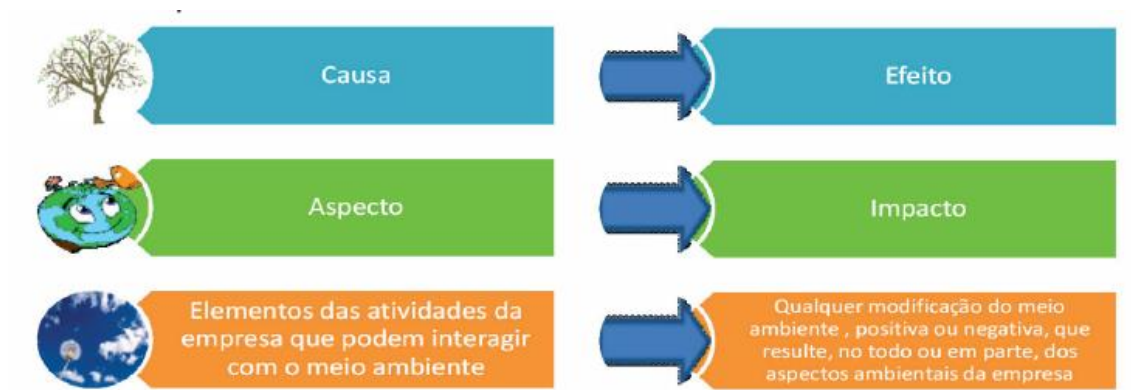 Causa
Efeito
Aspecto
Impacto
Elementos das atividades da
empresa que podem interagir
com o meio ambiente
Qualquer modificação do meio
ambiente , positiva ou negativa, que
resulte, no todo ou em parte, dos
aspectos ambientais da empresa